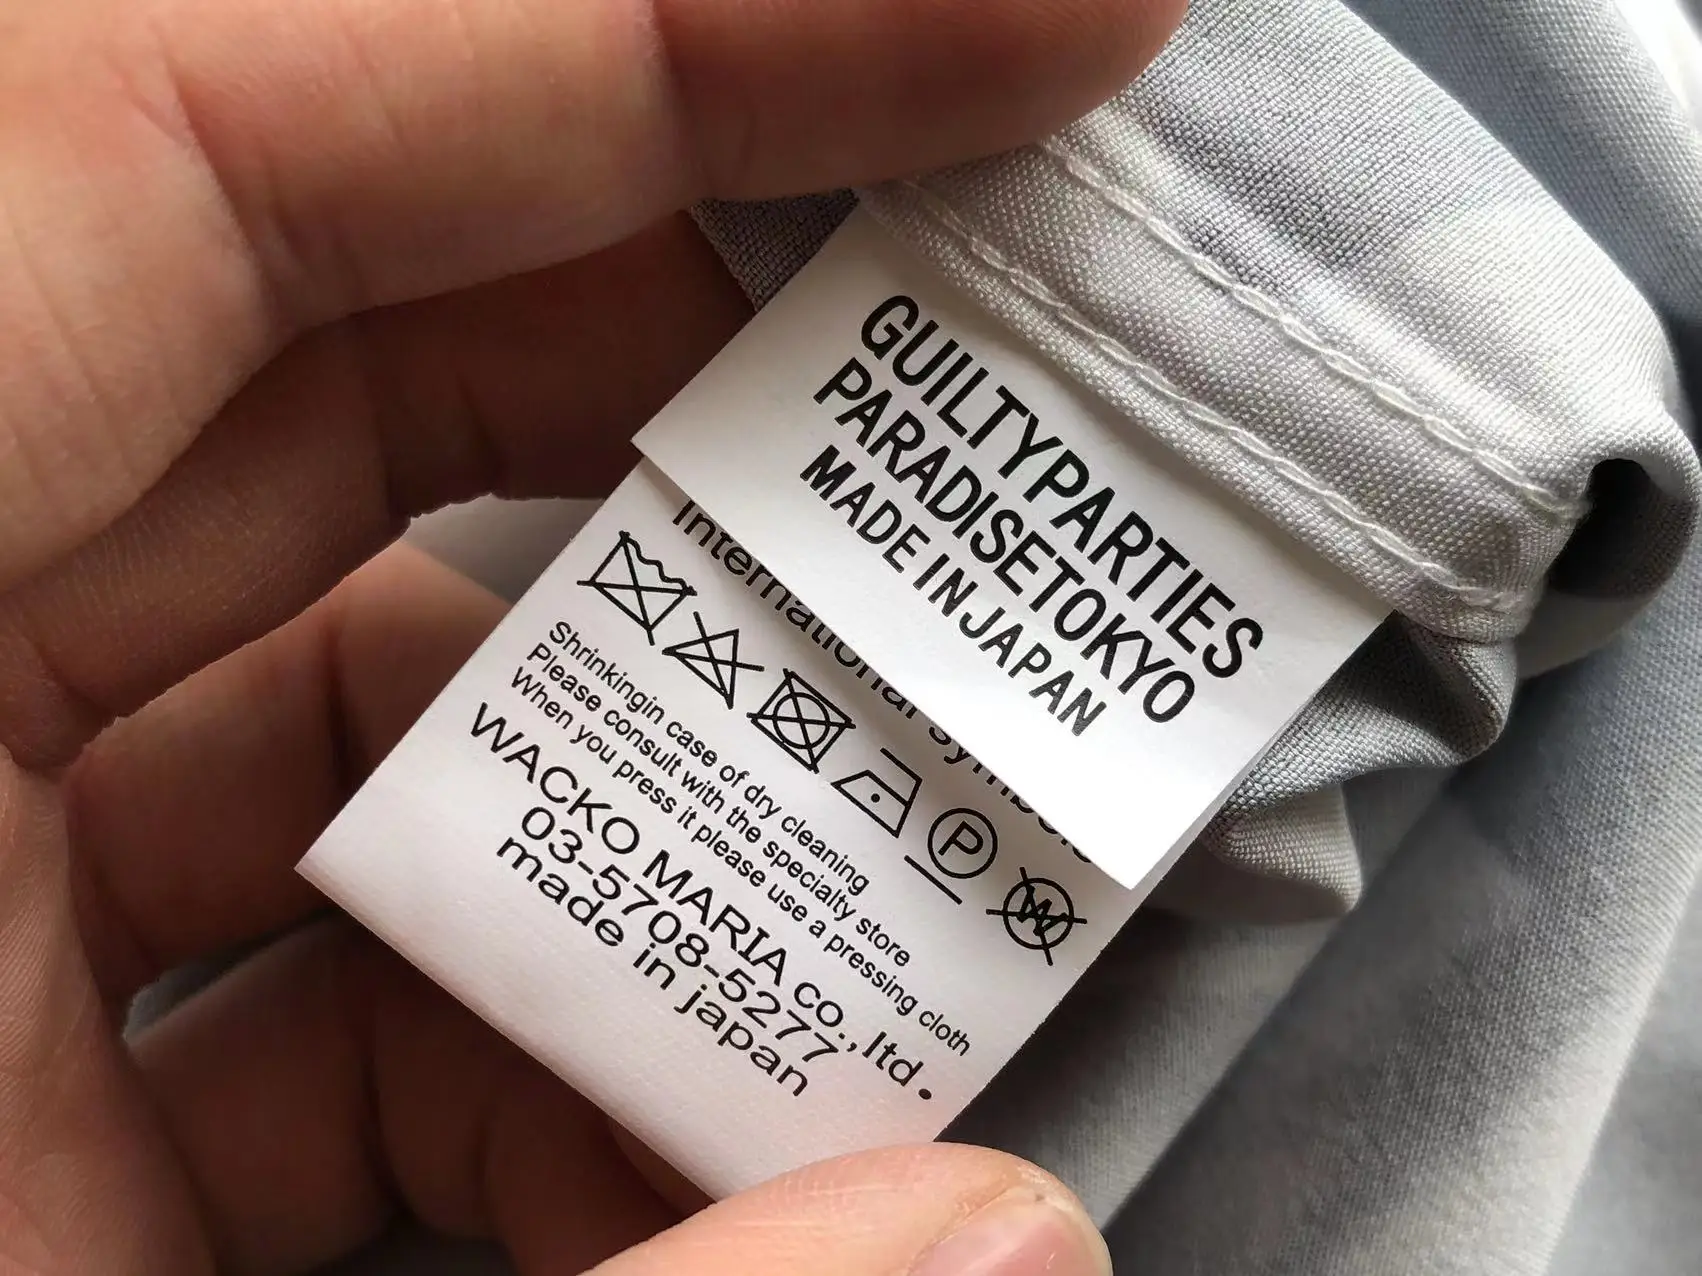 GUILTYPARTIES
PARADISETOKYO
MADE IN JAPAN
International symbols
P W
Shrinkingin case of dry cleaning
Please consult with the specialty store
When you press it please use a pressing cloth
WACKO MARIA co., ltd.
03-5708-5277
made in japan